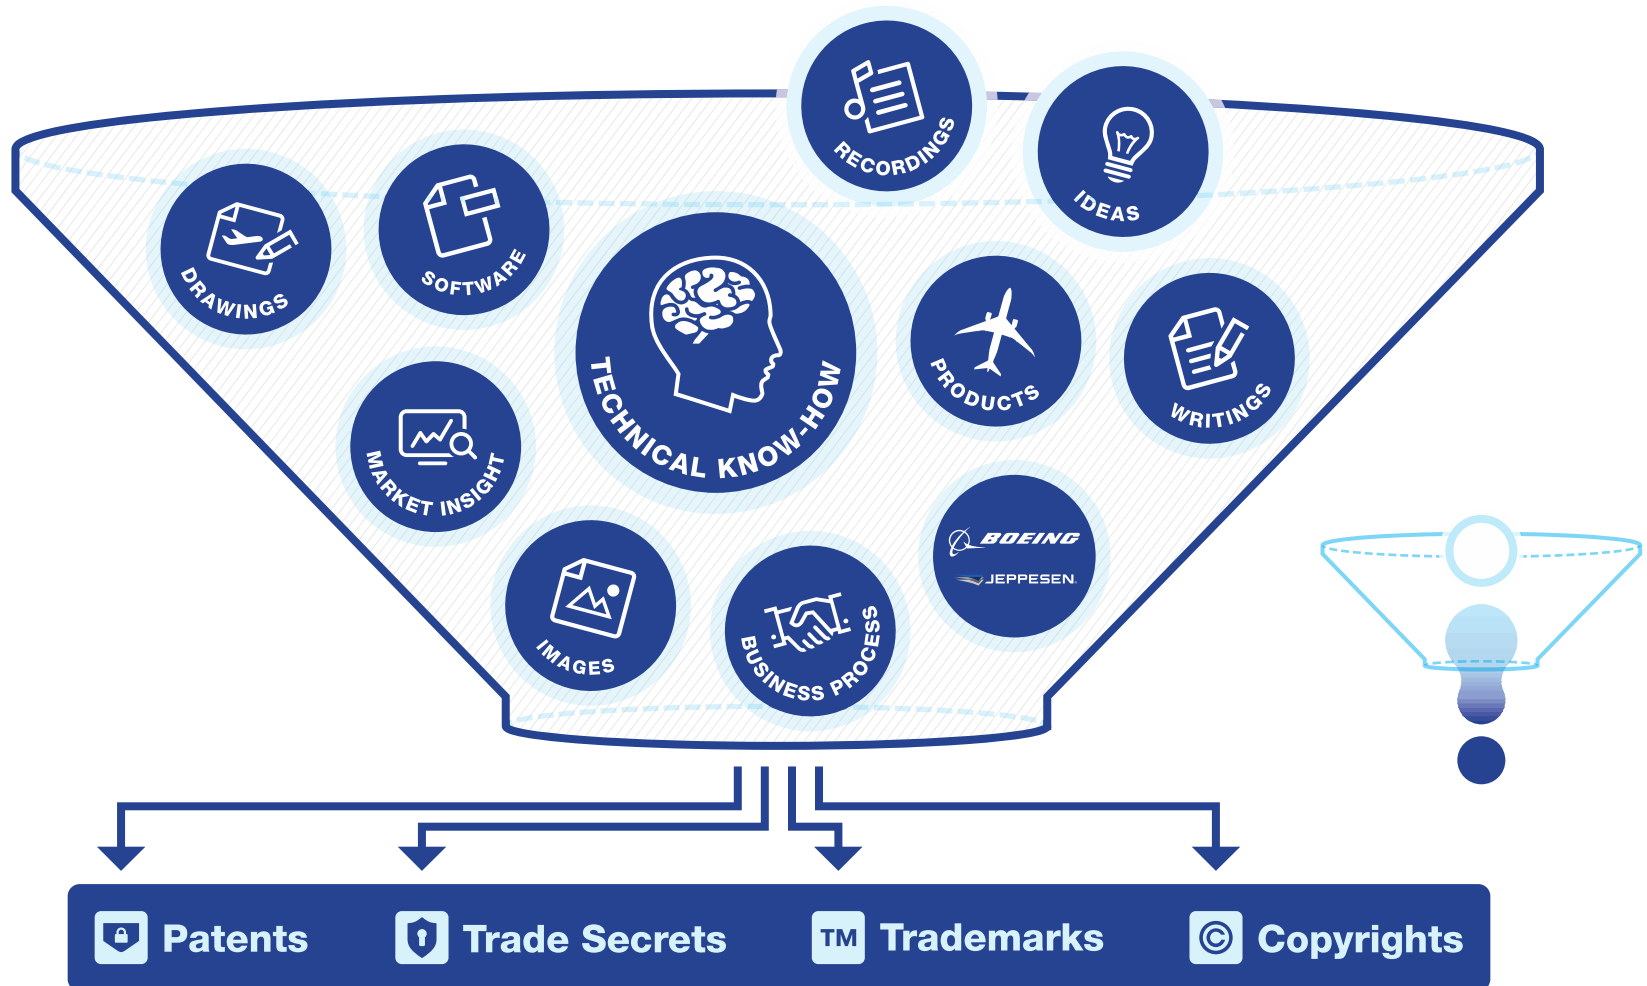 RECORDINGS
IDEAS
DRAWINGS
SOFTWARE
TECHNICAL KNOW-HOW
PRODUCTS
WRITINGS
MARKET INSIGHT
BOEING
JEPPESEN
IMAGES
BUSINESS PROCESS
Patents
Trade Secrets
TM Trademarks
© Copyrights